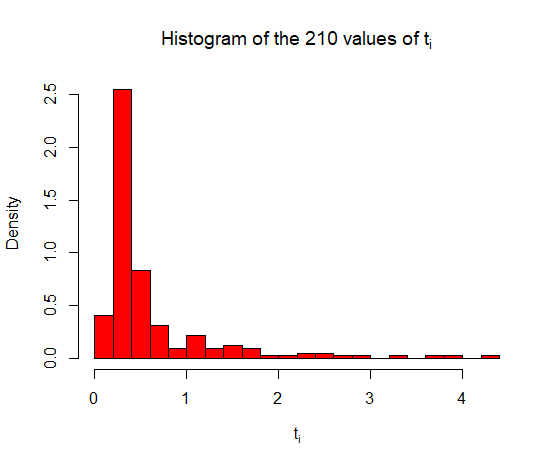 Histogram of the 210 values of tᵢ
Density
0.0 0.5 1.0 1.5 2.0 2.5
0 1 2 3 4
tᵢ